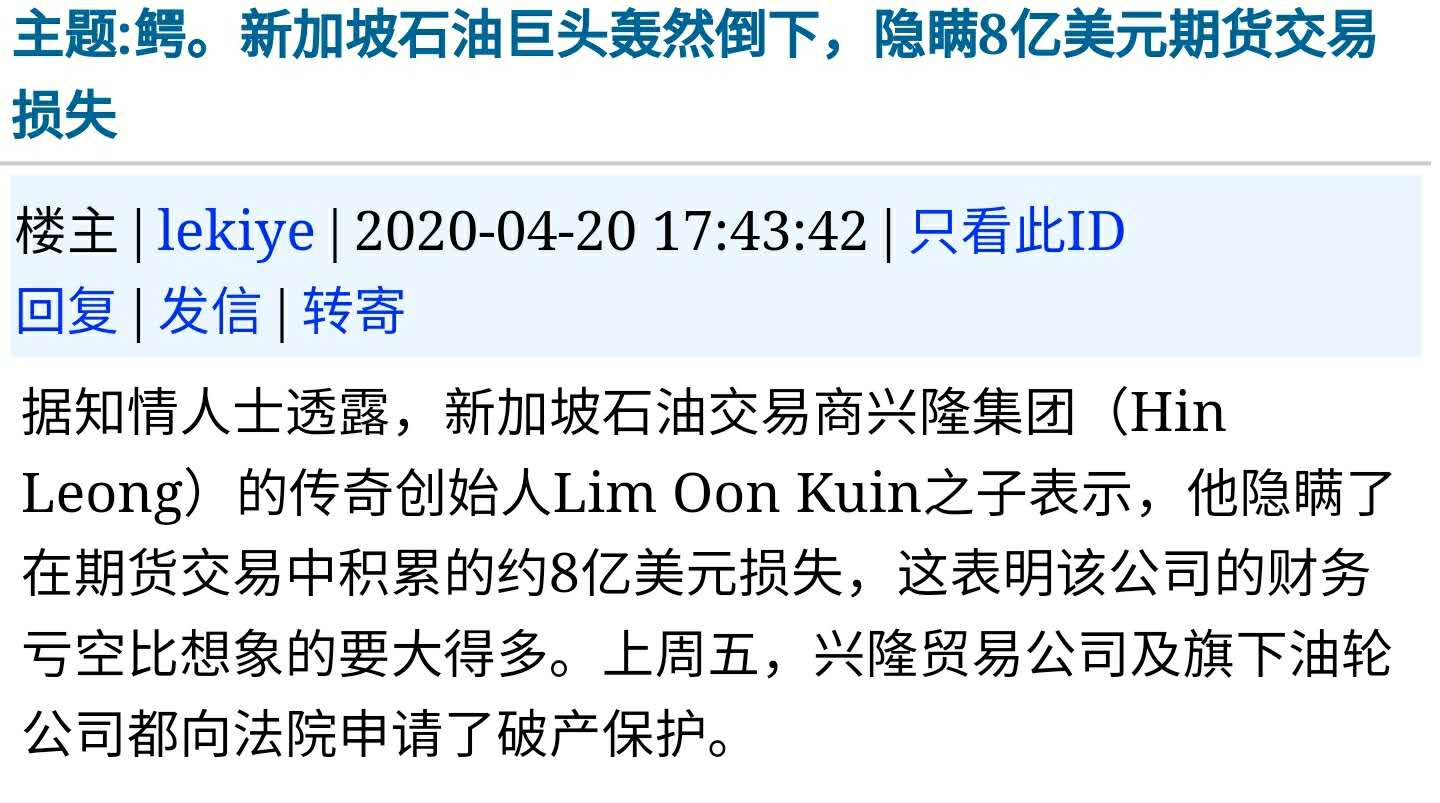 主题:鳄。新加坡石油巨头轰然倒下，隐瞒8亿美元期货交易
损失
楼主 | lekiye | 2020-04-20 17:43:42 | 只看此ID
回复 | 发信 | 转寄
据知情人士透露，新加坡石油交易商兴隆集团（Hin
Leong）的传奇创始人Lim Oon Kuin之子表示，他隐瞒了
在期货交易中积累的约8亿美元损失，这表明该公司的财务
亏空比想象的要大得多。上周五，兴隆贸易公司及旗下油轮
公司都向法院申请了破产保护。